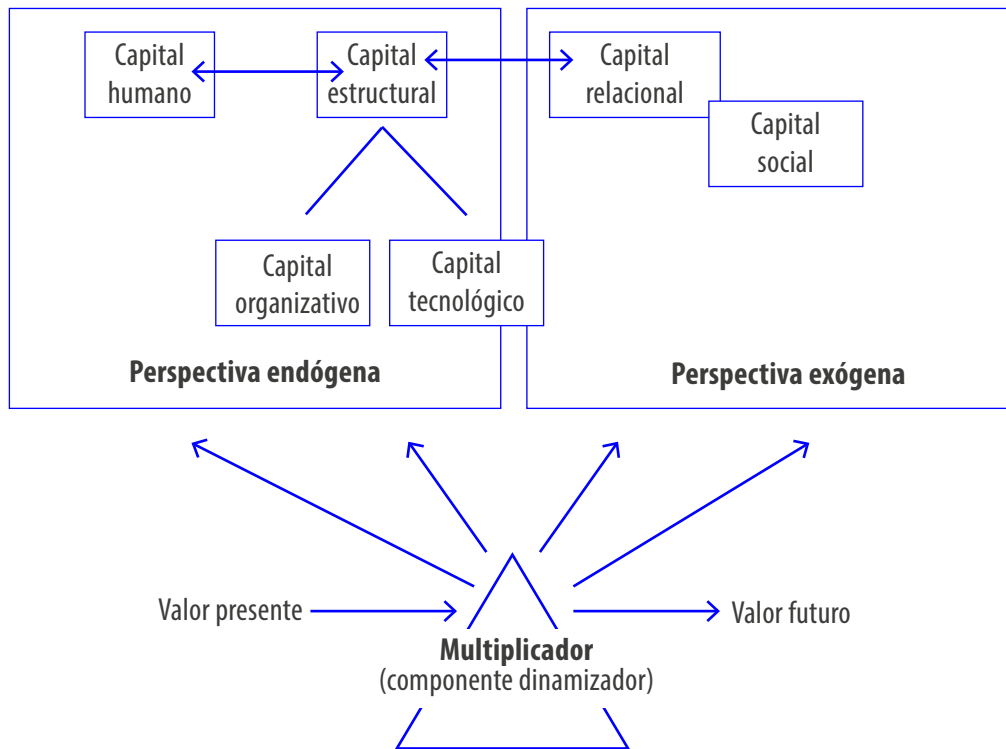 Capital
humano
Capital
estructural
Capital
relacional
Capital
social
Capital
organizativo
Capital
tecnológico
Perspectiva endógena
Perspectiva exógena
Valor presente
Valor futuro
Multiplicador
(componente dinamizador)